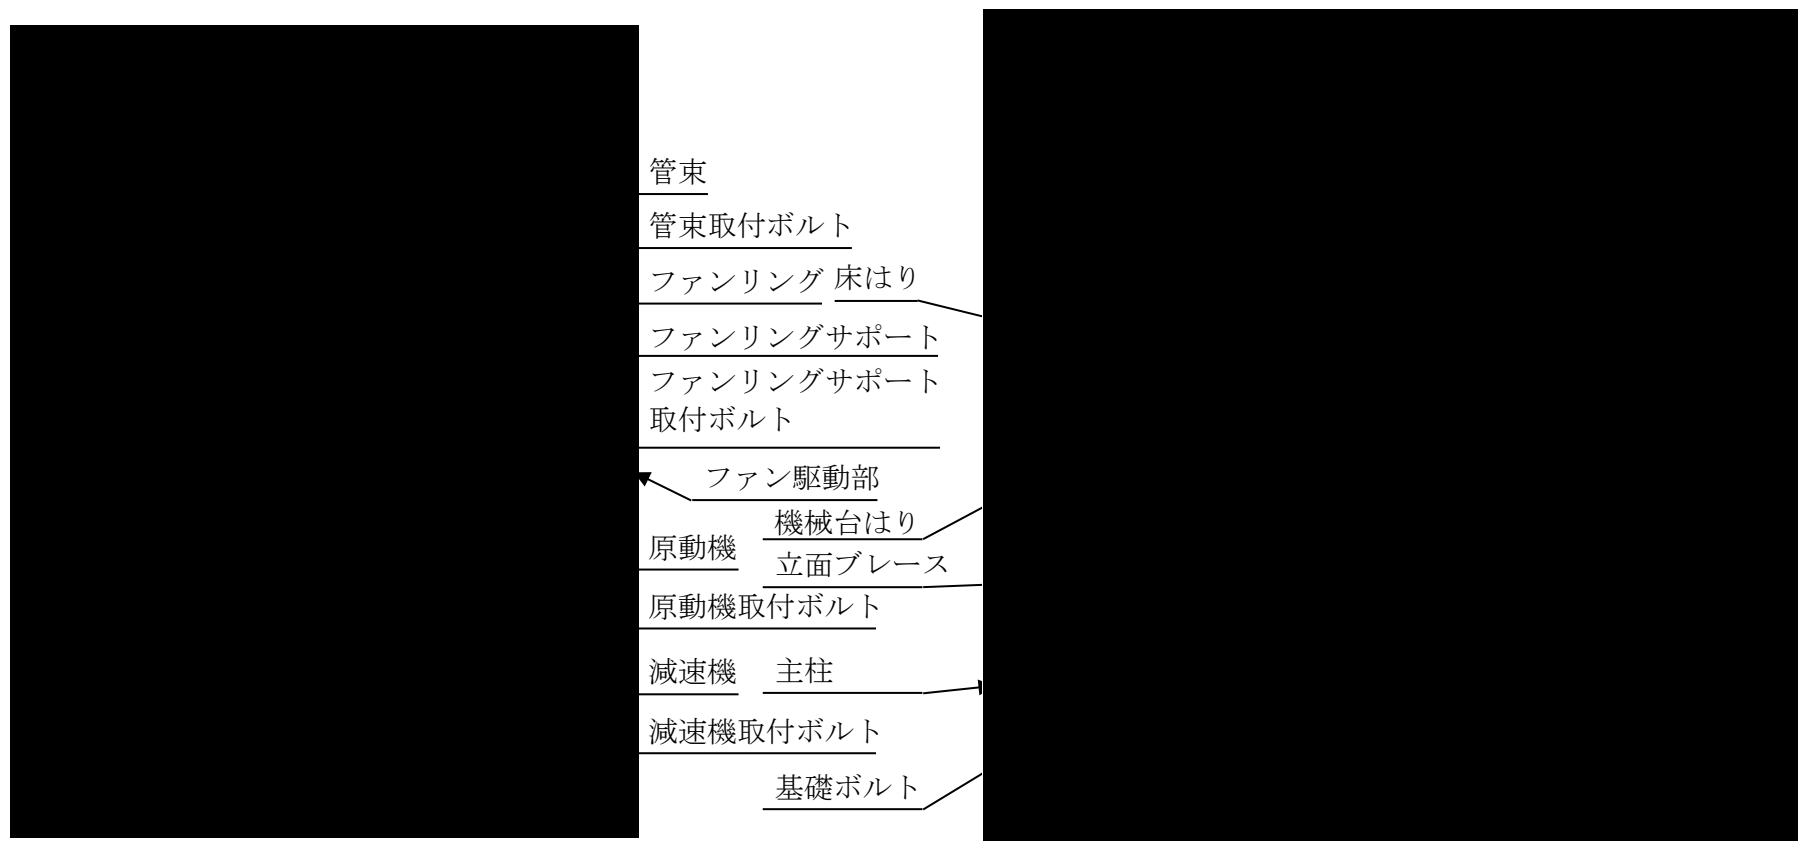 管束
管束取付ボルト
ファンリング
床はり
ファンリングサポート
ファンリングサポート
取付ボルト
ファン駆動部
機械台はり
原動機
立面ブレース
原動機取付ボルト
減速機
主柱
減速機取付ボルト
基礎ボルト